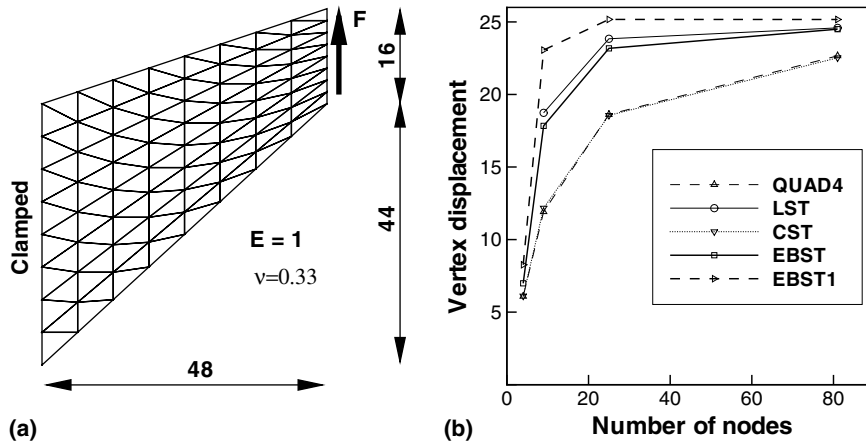 F
16
Clamped
44
E = 1
ν=0.33
48
(a)
25
20
15
10
5
Vertex displacement
QUAD4
LST
CST
EBST
EBST1
0
20
40
60
80
Number of nodes
(b)